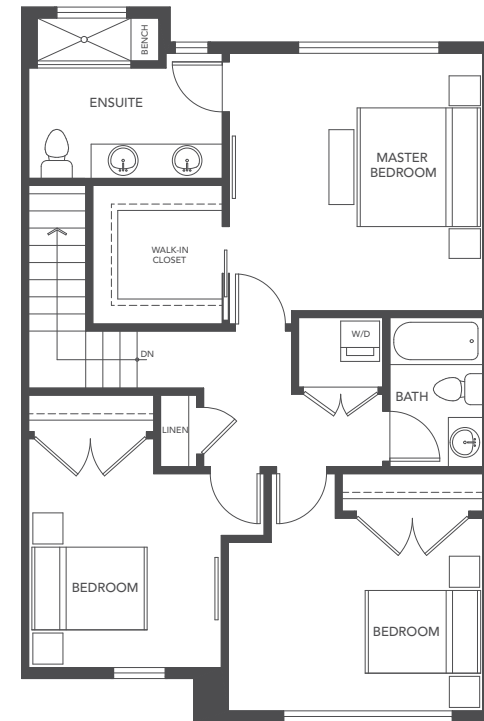 BENCH
ENSUITE
MASTER
BEDROOM
WALK-IN
CLOSET
W/D
DN
BATH
LINEN
BEDROOM
BEDROOM